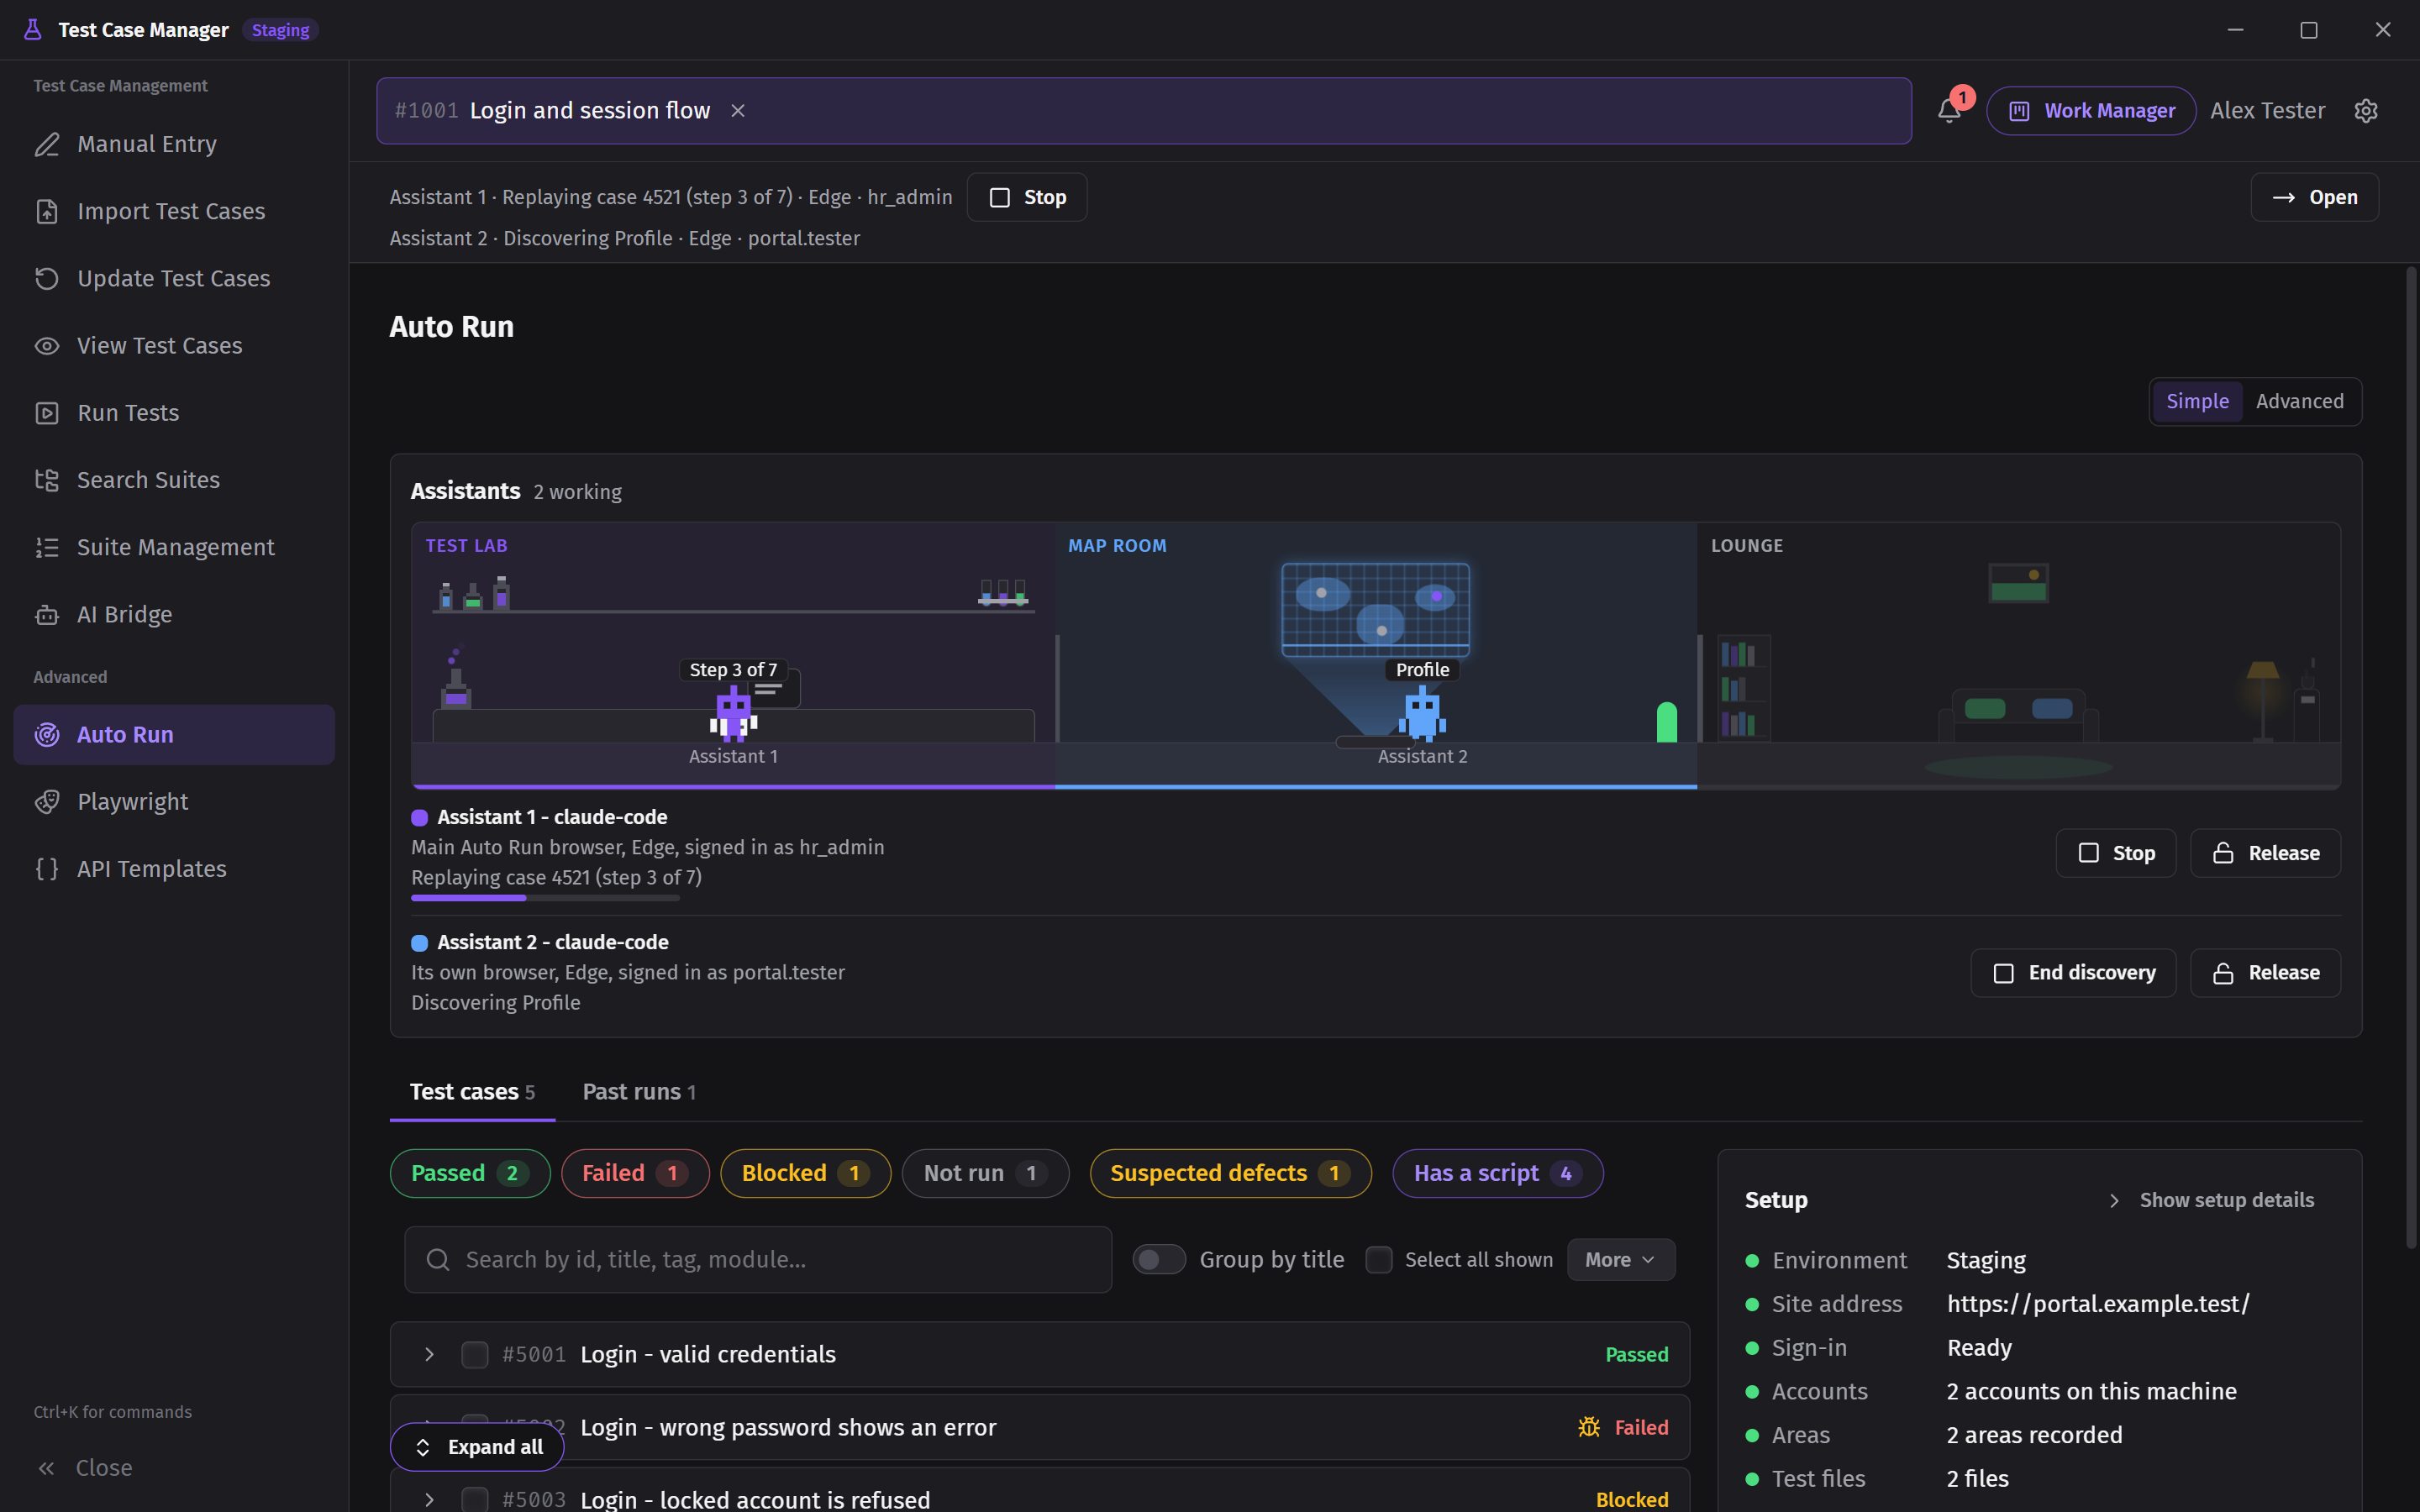 Test Case Manager Staging
Test Case Management
Manual Entry
Import Test Cases
Update Test Cases
View Test Cases
Run Tests
Search Suites
Suite Management
AI Bridge
Advanced
Auto Run
Playwright
API Templates
Ctrl+K for commands
Close
#1001 Login and session flow
1
Work Manager
Alex Tester
Assistant 1 · Replaying case 4521 (step 3 of 7) · Edge · hr_admin
Stop
Open
Assistant 2 · Discovering Profile · Edge · portal.tester
Auto Run
Simple Advanced
Assistants 2 working
TEST LAB
MAP ROOM
LOUNGE
Step 3 of 7
Profile
Assistant 1
Assistant 2
Assistant 1 - claude-code
Main Auto Run browser, Edge, signed in as hr_admin
Replaying case 4521 (step 3 of 7)
Stop
Release
Assistant 2 - claude-code
Its own browser, Edge, signed in as portal.tester
Discovering Profile
End discovery
Release
Test cases 5
Past runs 1
Passed 2
Failed 1
Blocked 1
Not run 1
Suspected defects 1
Has a script 4
Search by id, title, tag, module...
Group by title
Select all shown
More
#5001 Login - valid credentials Passed
Login - wrong password shows an error Failed
Expand all
#5003 Login - locked account is refused Blocked
Setup
Show setup details
Environment Staging
Site address https://portal.example.test/
Sign-in Ready
Accounts 2 accounts on this machine
Areas 2 areas recorded
Test files 2 files